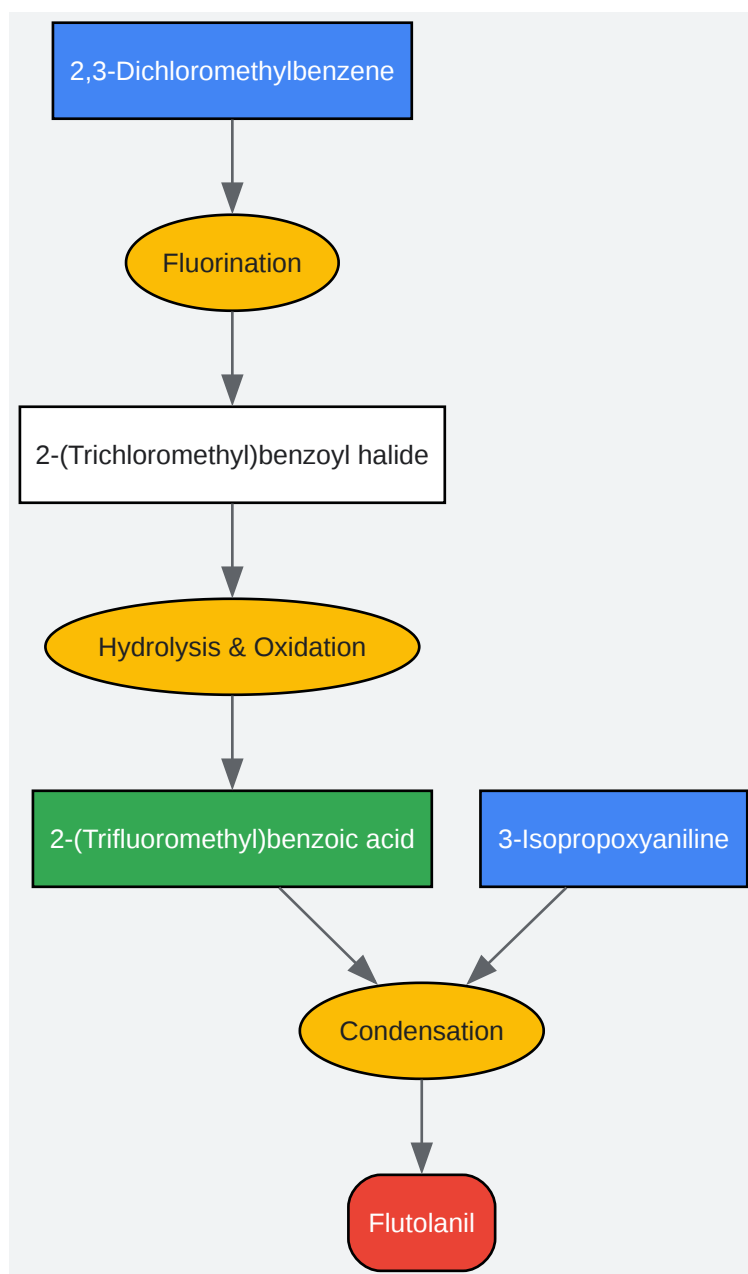 2,3-Dichloromethylbenzene
Fluorination
2-(Trichloromethyl)benzoyl halide
Hydrolysis & Oxidation
2-(Trifluoromethyl)benzoic acid
3-Isopropoxyaniline
Condensation
Flutolanil